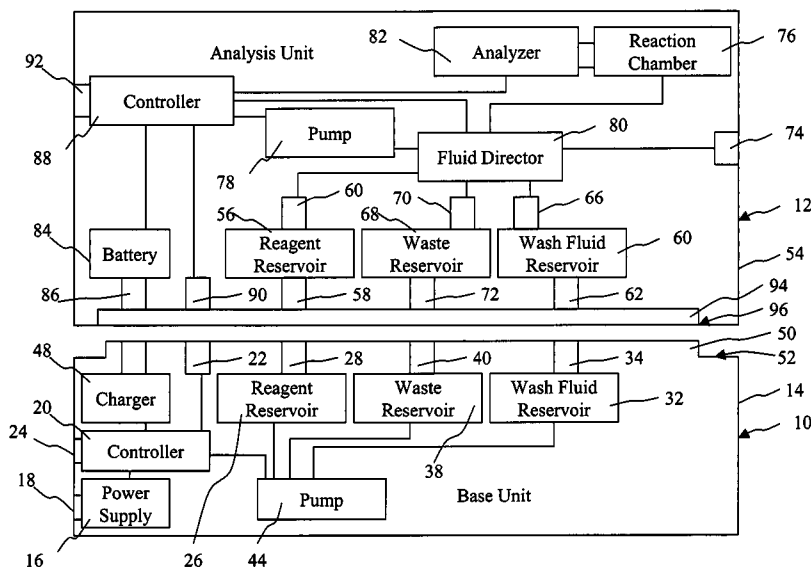 Analysis Unit
82
Analyzer
Reaction
Chamber
76
92
Controller
88
Pump
78
80
Fluid Director
74
60
56
70
68
66
12
84
Battery
Reagent
Reservoir
Waste
Reservoir
Wash Fluid
Reservoir
60
54
86
90
58
72
62
94
96
50
52
48
22
28
40
34
14
Charger
Reagent
Reservoir
Waste
Reservoir
Wash Fluid
Reservoir
32
20
24
Controller
10
38
18
Power
Supply
Pump
Base Unit
16
26
44